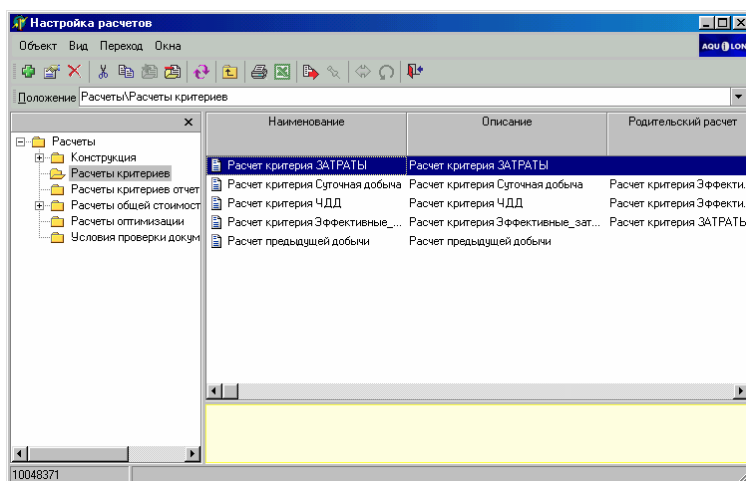 Настройка расчетов
Объект Вид Переход Окна
AQUILON
Положение Расчеты\Расчеты критериев
Наименование Описание Родительский расчет
Расчеты
Конструкция
Расчеты критериев
Расчеты критериев отчет
Расчеты общей стоимост
Расчеты оптимизации
Условия проверки докум
Расчет критерия ЗАТРАТЫ Расчет критерия ЗАТРАТЫ
Расчет критерия Суточная добыча Расчет критерия Суточная добыча Расчет критерия Эффекти.
Расчет критерия ЧДД Расчет критерия ЧДД Расчет критерия Эффекти.
Расчет критерия Эффективные_... Расчет критерия Эффективные_зат... Расчет критерия ЗАТРАТЬ
Расчет предыдущей добычи Расчет предыдущей добычи
10048371